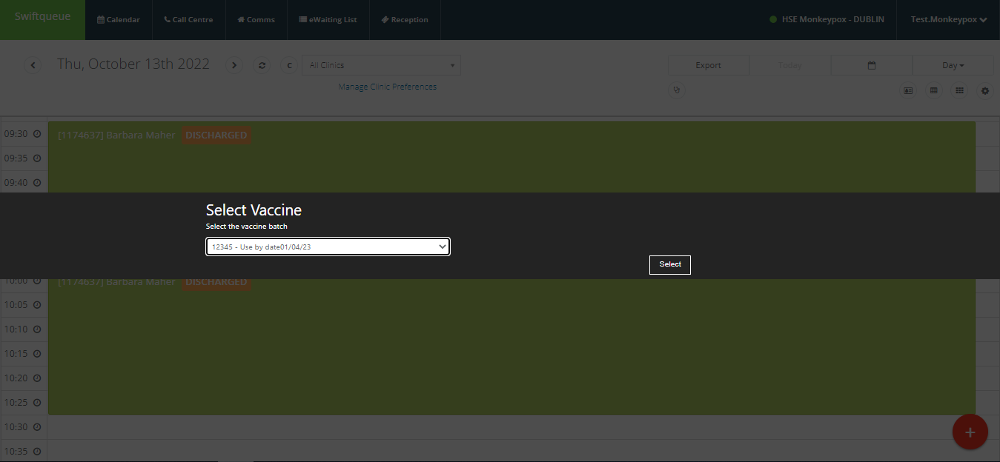 Swiftqueue
Calendar
Call Centre
Comms
eWaiting List
Reception
HSE Monkeypox - DUBLIN
Test.Monkeypox
Thu, October 13th 2022
C
All Clinics
Export
Today
Day
Manage Clinic Preferences
09:30
[1174637] Barbara Maher DISCHARGED
09:35
09:40
Select Vaccine
Select the vaccine batch
12345 - Use by date01/04/23
Select
10:00
[1174637] Barbara Maher DISCHARGED
10:05
10:10
10:15
10:20
10:25
10:30
10:35